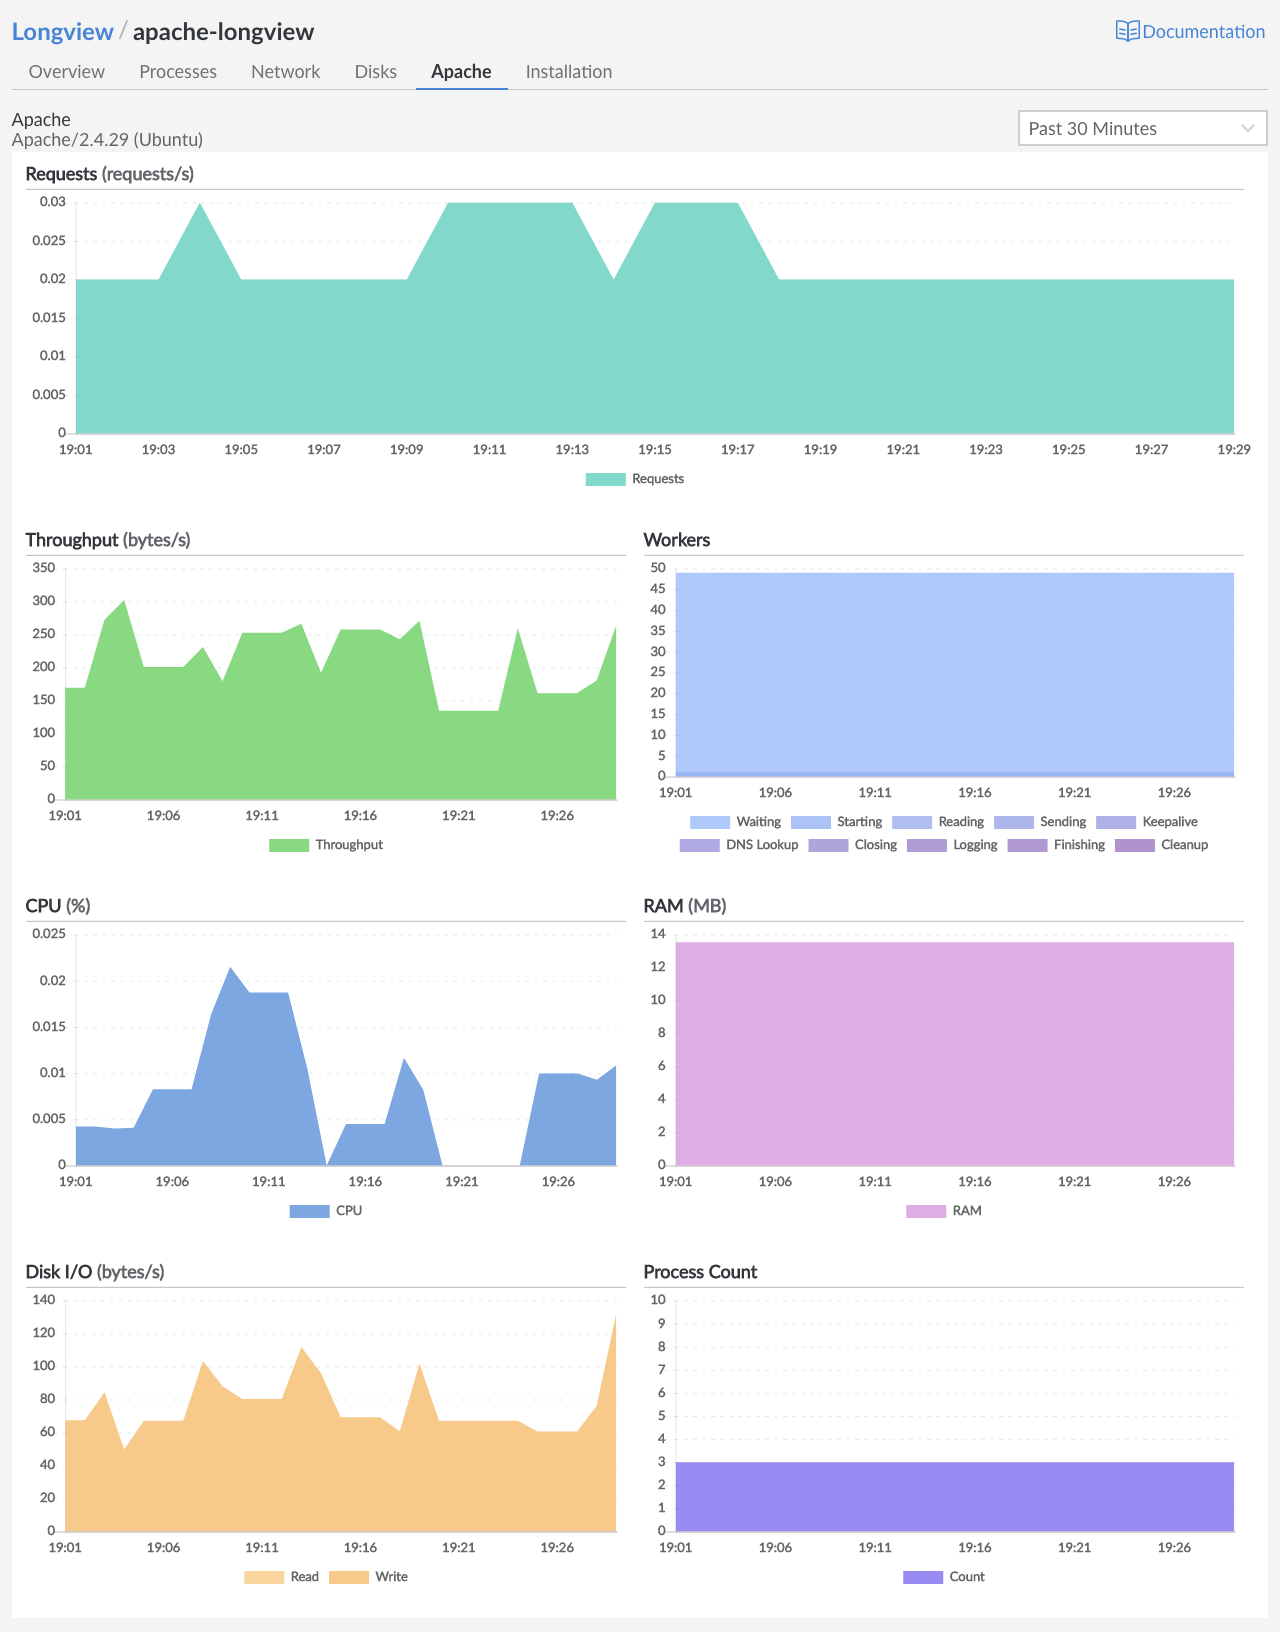 Longview / apache-longview
Documentation
Overview Processes Network Disks Apache Installation
Apache
Apache/2.4.29 (Ubuntu)
Past 30 Minutes
Requests (requests/s)
0.03
0.025
0.02
0.015
0.01
0.005
0
19:01 19:03 19:05 19:07 19:09 19:11 19:13 19:15 19:17 19:19 19:21 19:23 19:25 19:27 19:29
Requests
Throughput (bytes/s)
350
300
250
200
150
100
50
0
19:01 19:06 19:11 19:16 19:21 19:26
Throughput
Workers
50
45
40
35
30
25
20
15
10
5
0
19:01 19:06 19:11 19:16 19:21 19:26
Waiting Starting Reading Sending Keepalive
DNS Lookup Closing Logging Finishing Cleanup
CPU (%)
0.025
0.02
0.015
0.01
0.005
0
19:01 19:06 19:11 19:16 19:21 19:26
CPU
RAM (MB)
14
12
10
8
6
4
2
0
19:01 19:06 19:11 19:16 19:21 19:26
RAM
Disk I/O (bytes/s)
140
120
100
80
60
40
20
0
19:01 19:06 19:11 19:16 19:21 19:26
Read Write
Process Count
10
9
8
7
6
5
4
3
2
1
0
19:01 19:06 19:11 19:16 19:21 19:26
Count